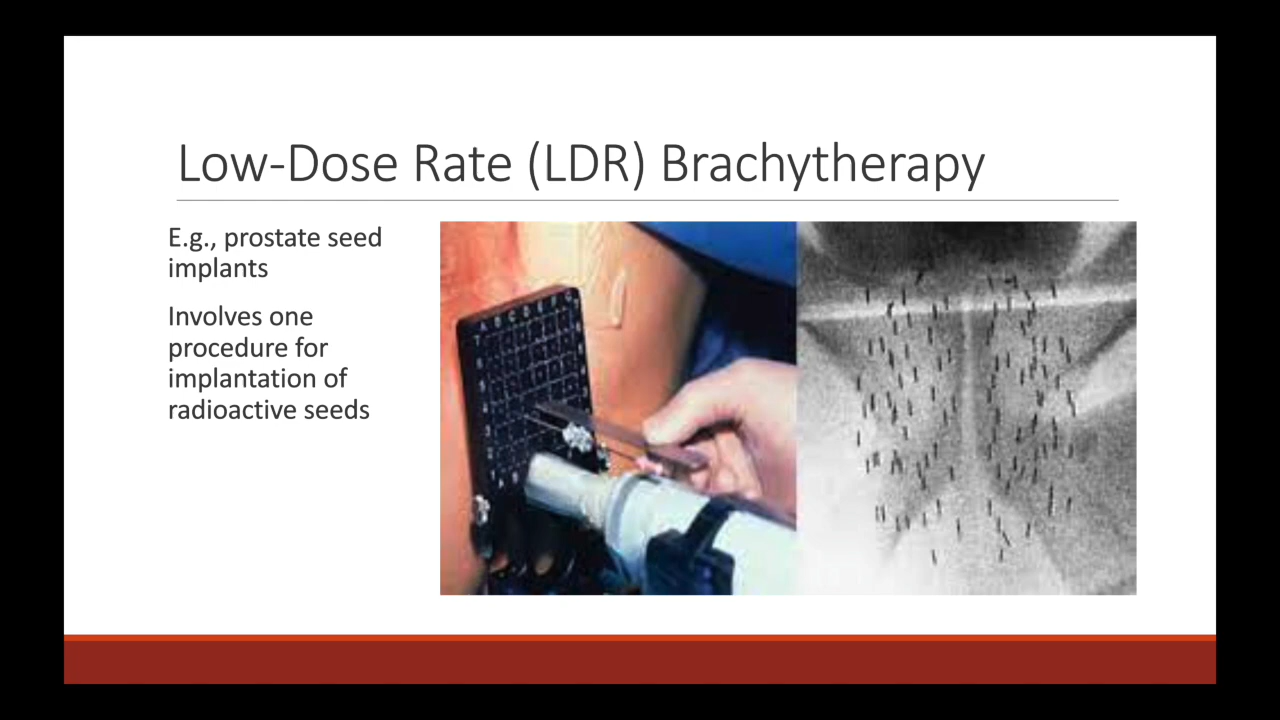 Low-Dose Rate (LDR) Brachytherapy
E.g., prostate seed
implants
Involves one
procedure for
implantation of
radioactive seeds
A B C D E F G